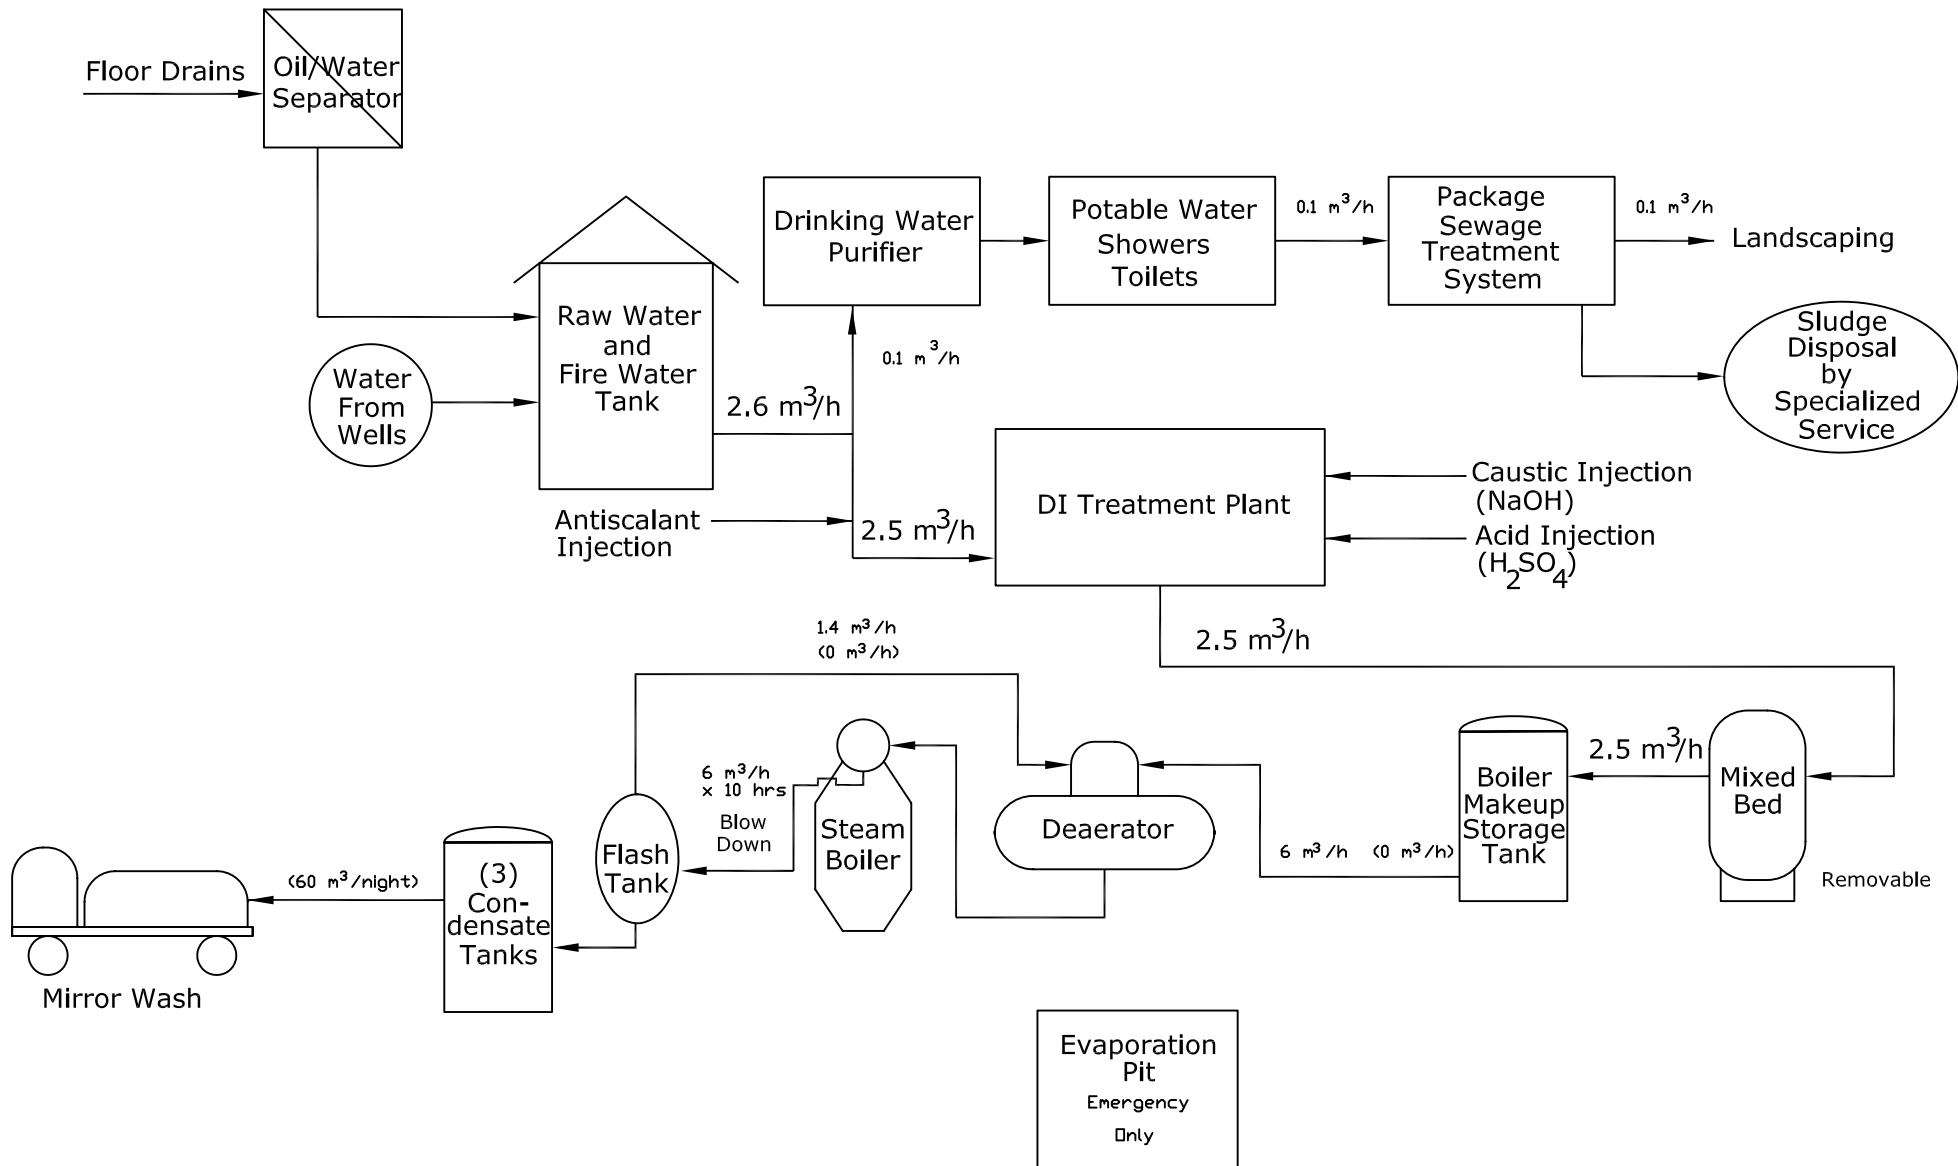 Floor Drains
Oil/Water
Separator
Raw Water
and
Fire Water
Tank
Water
From
Wells
2.6 m³/h
Antiscalant
Injection
Drinking Water
Purifier
0.1 m³/h
Potable Water
Showers
Toilets
0.1 m³/h
Package
Sewage
Treatment
System
0.1 m³/h
Landscaping
Sludge
Disposal
by
Specialized
Service
2.5 m³/h
DI Treatment Plant
Caustic Injection
(NaOH)
Acid Injection
(H₂SO₄)
2.5 m³/h
1.4 m³/h
(0 m³/h)
Mirror Wash
(60 m³/night)
(3)
Con-
densate
Tanks
Flash
Tank
6 m³/h
x 10 hrs
Blow
Down
Steam
Boiler
Deaerator
6 m³/h (0 m³/h)
Boiler
Makeup
Storage
Tank
2.5 m³/h
Mixed
Bed
Removable
Evaporation
Pit
Emergency
Only